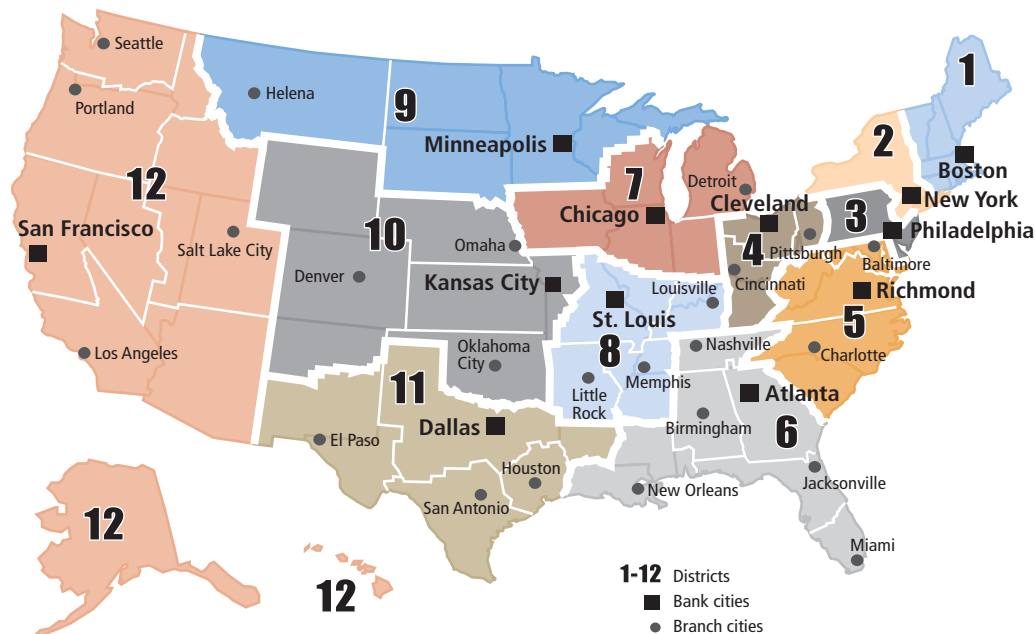 Seattle
Portland
Helena
9
Minneapolis
1
2
Boston
New York
12
San Francisco
Salt Lake City
10
Omaha
Denver
Kansas City
7
Chicago
Detroit
Cleveland
4
Pittsburgh
Cincinnati
3
Philadelphia
Baltimore
Richmond
5
Charlotte
Louisville
St. Louis
8
Nashville
Memphis
Little
Rock
Los Angeles
Oklahoma
City
11
Dallas
El Paso
Houston
San Antonio
Atlanta
Birmingham
6
New Orleans
Jacksonville
Miami
12
12
1-12 Districts
Bank cities
Branch cities